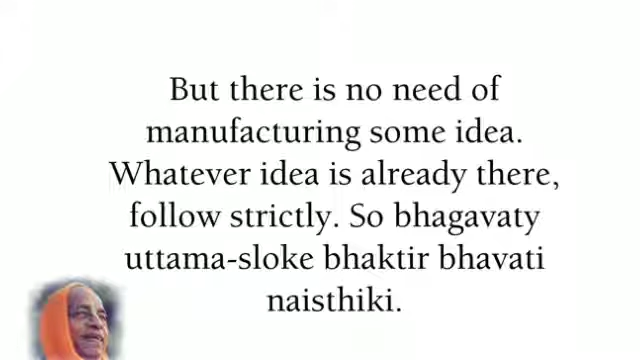 But there is no need of
manufacturing some idea.
Whatever idea is already there,
follow strictly. So bhagavaty
uttama-sloke bhaktir bhavati
naisthiki.